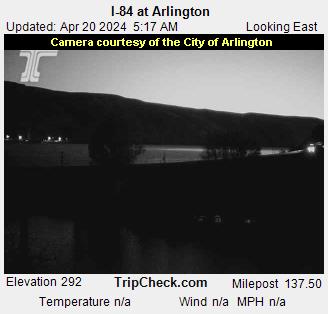 I-84 at Arlington
Updated: Apr 20 2024 5:17 AM Looking East
Camera courtesy of the City of Arlington
Elevation 292 TripCheck.com Milepost 137.50
Temperature n/a Wind n/a MPH n/a